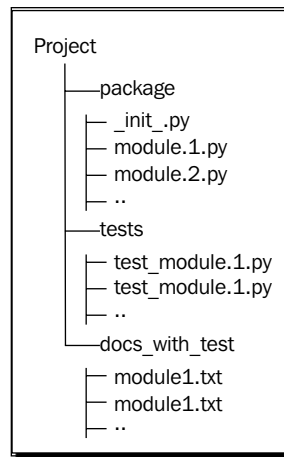 Project
package
_init_.py
module.1.py
module.2.py
..
tests
test_module.1.py
test_module.1.py
..
docs_with_test
module1.txt
module1.txt
..